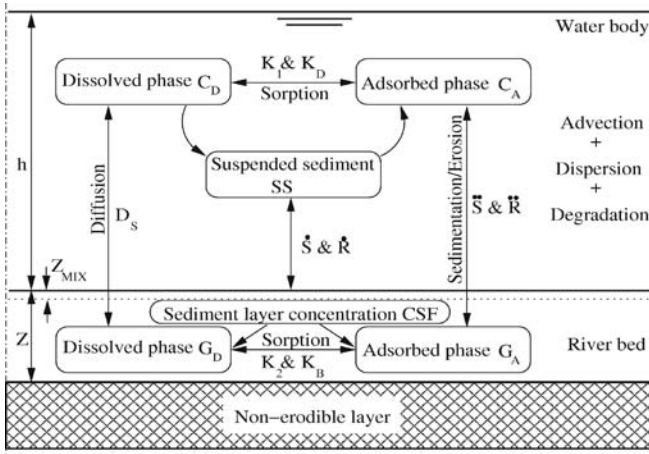 Water body
Dissolved phase C_D
K_1 & K_D
Sorption
Adsorbed phase C_A
Advection
+
Dispersion
+
Degradation
Suspended sediment
SS
h
Diffusion
D_S
Ṡ & Ṙ
Sedimentation/Erosion
S̈ & R̈
Z_MIX
Z
Sediment layer concentration CSF
Dissolved phase G_D
Sorption
K_2 & K_B
Adsorbed phase G_A
River bed
Non-erodible layer